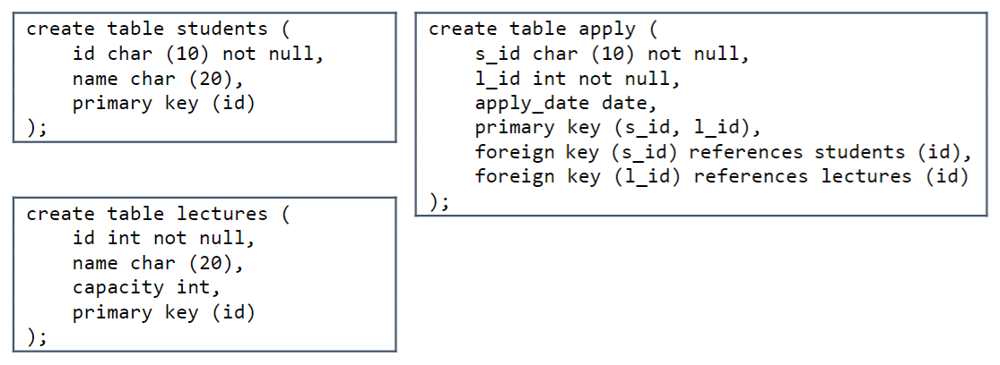 create table students (
    id char (10) not null,
    name char (20),
    primary key (id)
);
create table lectures (
    id int not null,
    name char (20),
    capacity int,
    primary key (id)
);
create table apply (
    s_id char (10) not null,
    l_id int not null,
    apply_date date,
    primary key (s_id, l_id),
    foreign key (s_id) references students (id),
    foreign key (l_id) references lectures (id)
);